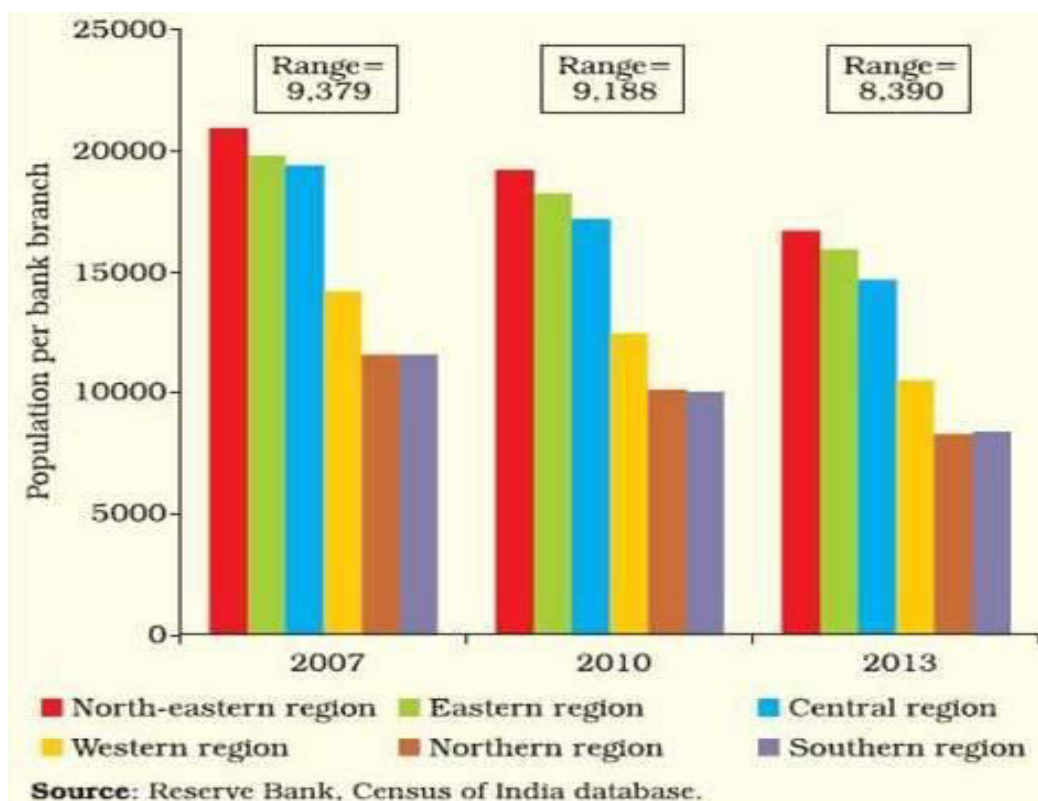 25000
Range=
9,379
Range=
9,188
Range=
8,390
20000
15000
10000
5000
0
Population per bank branch
2007 2010 2013
North-eastern region Eastern region Central region
Western region Northern region Southern region
Source: Reserve Bank, Census of India database.